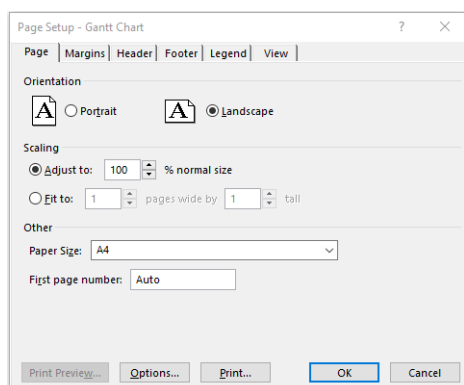 Page Setup - Gantt Chart ? ×
Page Margins Header Footer Legend View
Orientation
A Portrait A Landscape
Scaling
Adjust to: 100 % normal size
Fit to: 1 pages wide by 1 tall
Other
Paper Size: A4
First page number: Auto
Print Preview... Options... Print... OK Cancel